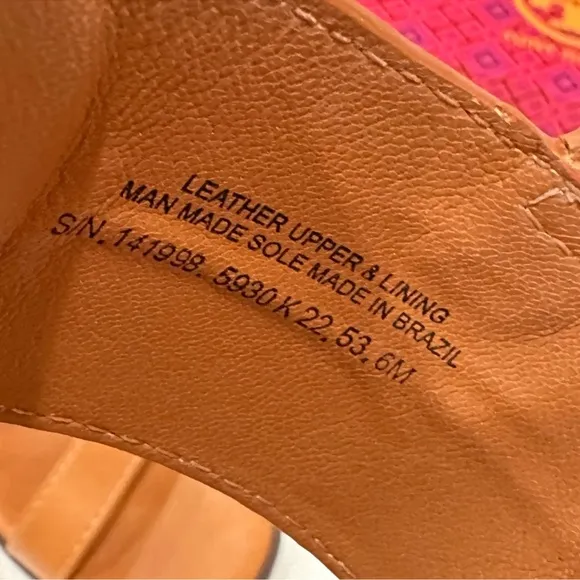 LEATHER UPPER & LINING
MAN MADE SOLE MADE IN BRAZIL
S/N. 141998. 5930 K 22. 53. 6M